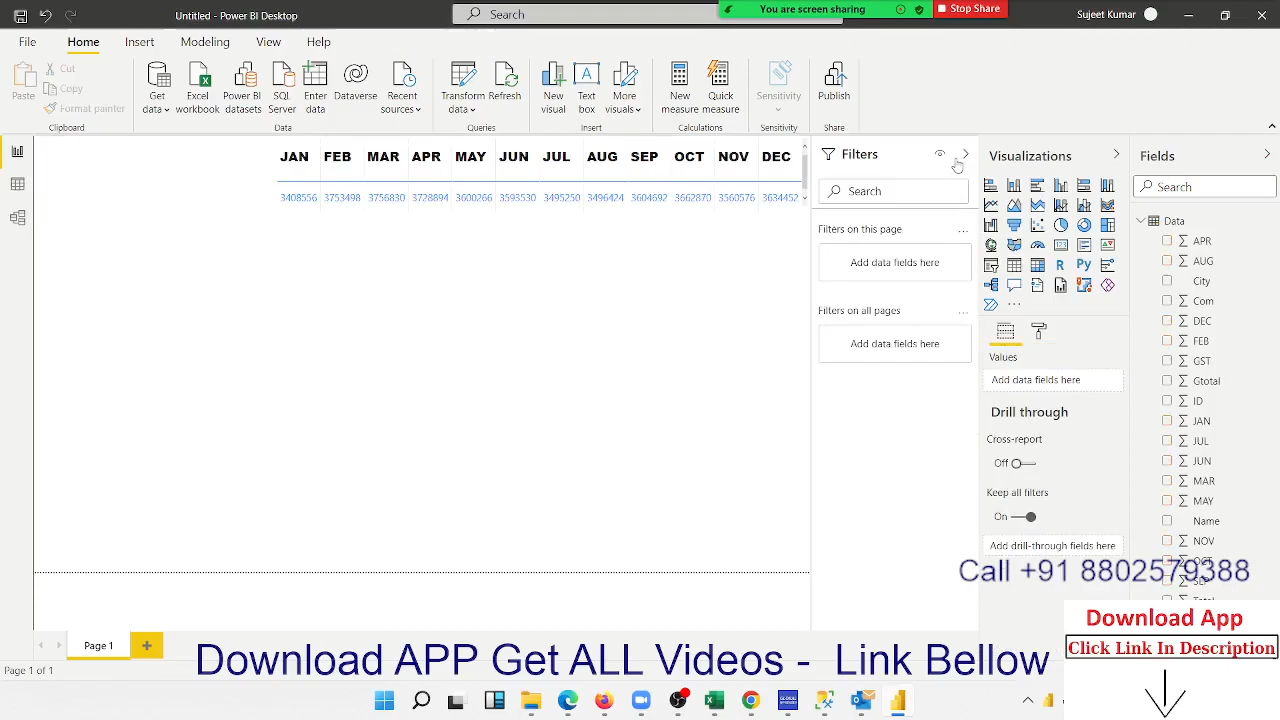 Untitled - Power BI Desktop
Search
You are screen sharing
Stop Share
Sujeet Kumar
File
Home
Insert
Modeling
View
Help
Paste
Cut
Copy
Format painter
Clipboard
Get data
Excel workbook
Power BI datasets
SQL Server
Enter data
Dataverse
Recent sources
Data
Transform data
Refresh
Queries
New visual
Text box
More visuals
Insert
New measure
Quick measure
Calculations
Sensitivity
Sensitivity
Publish
Share
JAN FEB MAR APR MAY JUN JUL AUG SEP OCT NOV DEC
3408556 3753498 3756830 3728894 3600266 3593530 3495250 3496424 3604692 3662870 3560576 3634452
Filters
Search
Filters on this page
...
Add data fields here
Filters on all pages
...
Add data fields here
Visualizations
R
Py
123
...
Values
Add data fields here
Drill through
Cross-report
Off
Keep all filters
On
Add drill-through fields here
Fields
Search
Data
APR
AUG
City
Com
DEC
FEB
GST
Gtotal
ID
JAN
JUL
JUN
MAR
MAY
Name
NOV
OCT
SEP
Call +91 8802579388
Download App
Click Link In Description
Page 1
Download APP Get ALL Videos - Link Bellow
Page 1 of 1